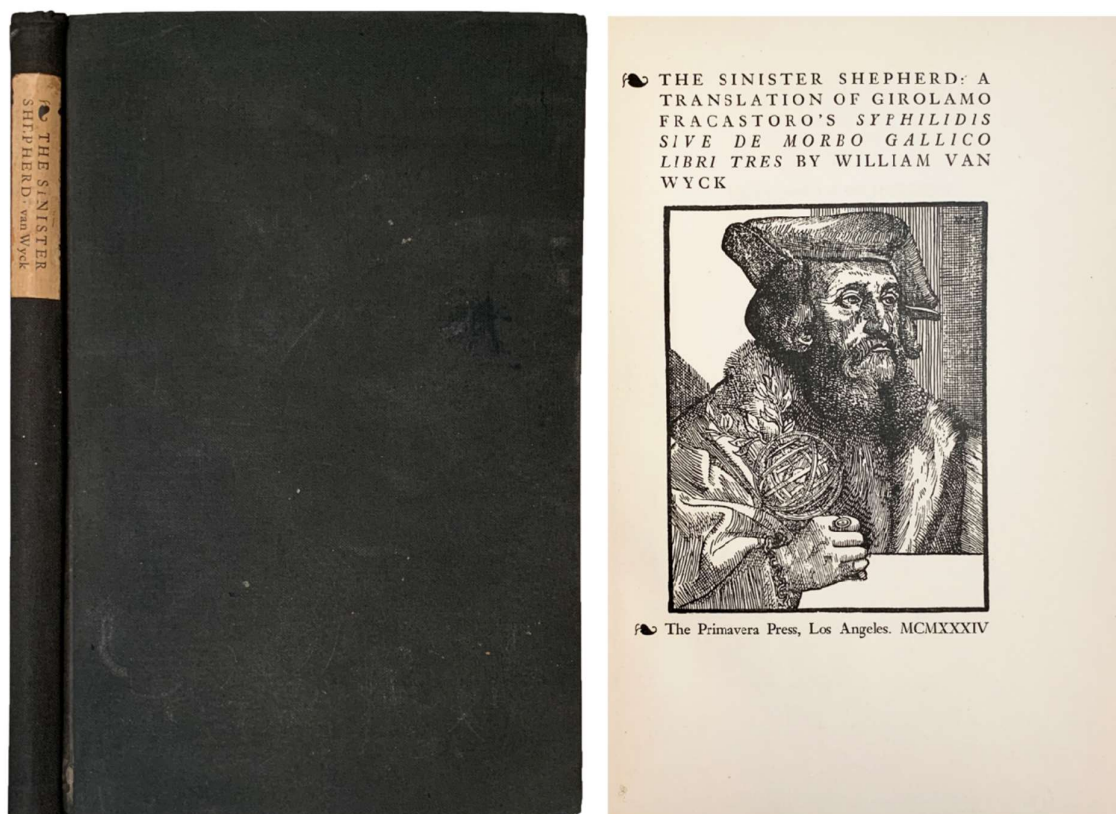 THE SINISTER
SHEPHERD: van Wyck
THE SINISTER SHEPHERD: A
TRANSLATION OF GIROLAMO
FRACASTORO'S SYPHILIDIS
SIVE DE MORBO GALLICO
LIBRI TRES BY WILLIAM VAN
WYCK
The Primavera Press, Los Angeles. MCMXXXIV